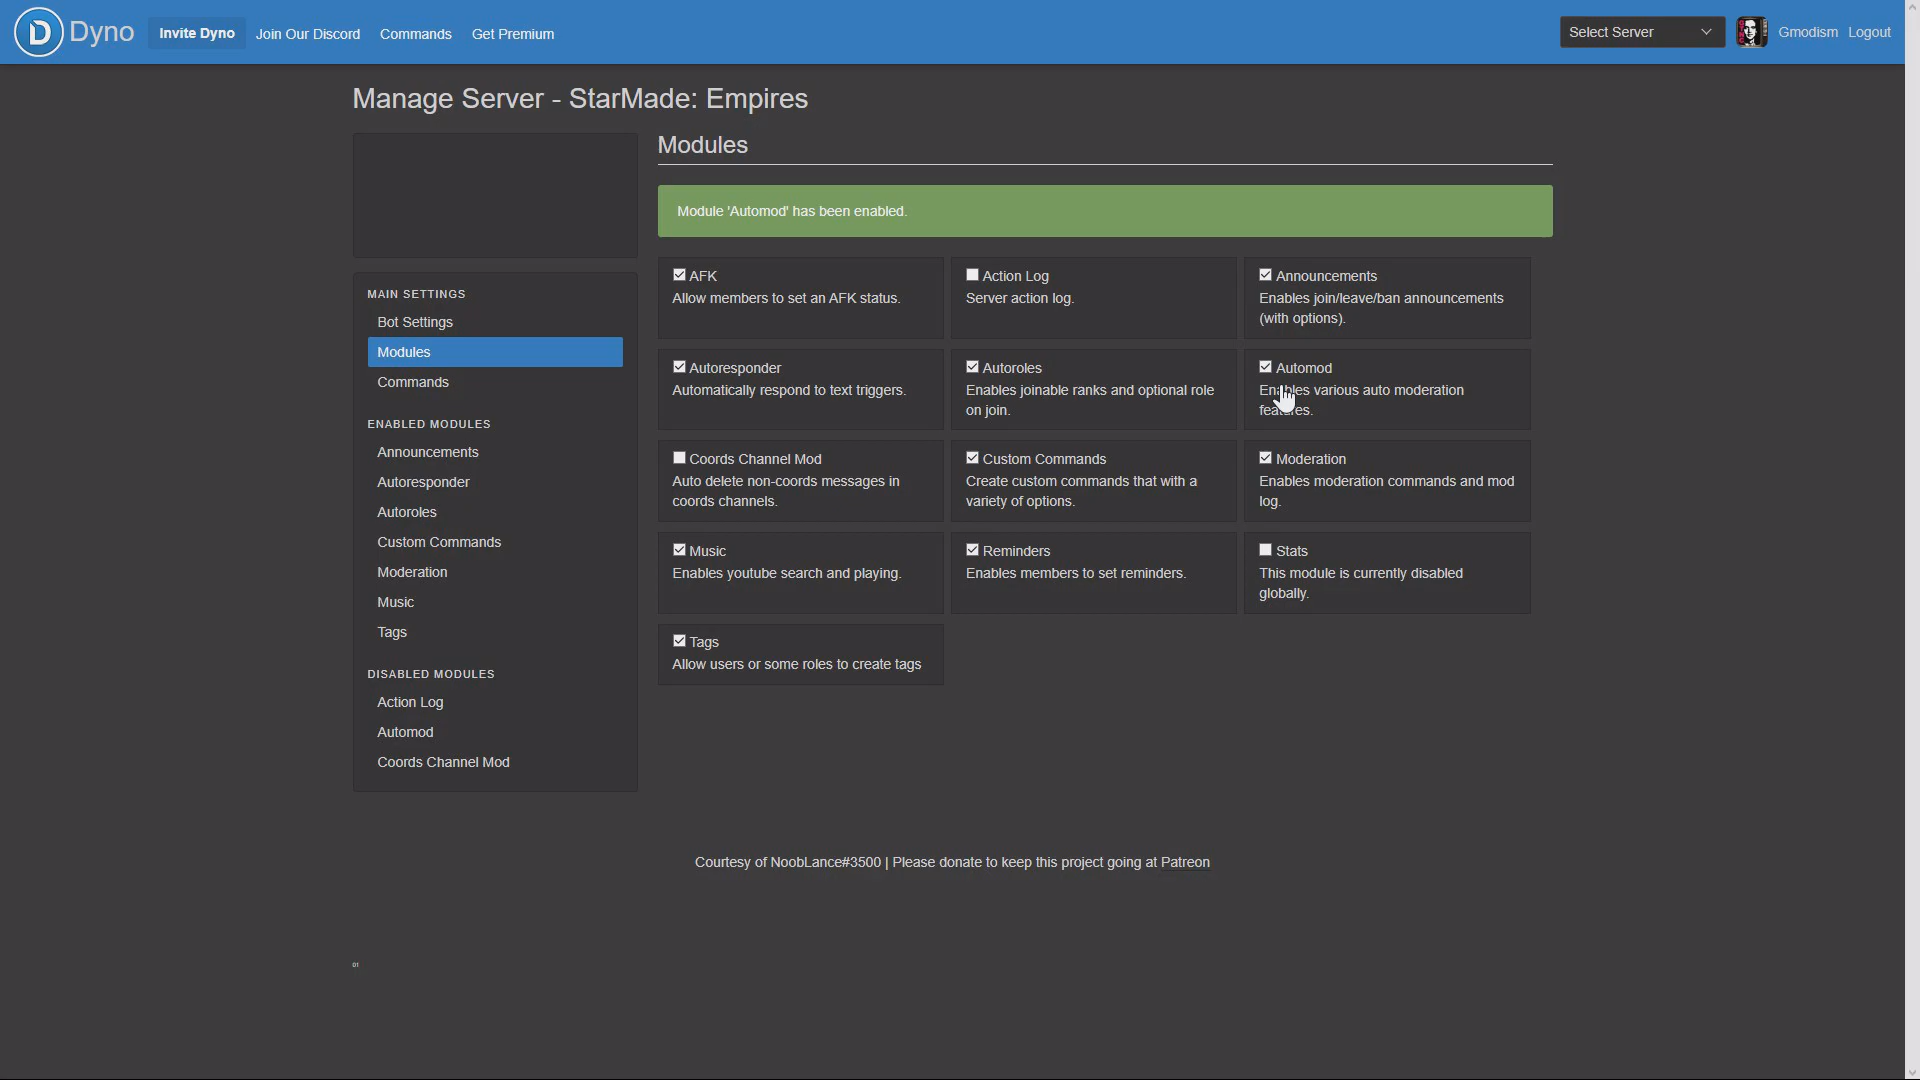 Dyno
Invite Dyno
Join Our Discord
Commands
Get Premium
Select Server
Gmodism
Logout
Manage Server - StarMade: Empires
Modules
Module 'Automod' has been enabled.
MAIN SETTINGS
Bot Settings
Modules
Commands
ENABLED MODULES
Announcements
Autoresponder
Autoroles
Custom Commands
Moderation
Music
Tags
DISABLED MODULES
Action Log
Automod
Coords Channel Mod
AFK
Allow members to set an AFK status.
Action Log
Server action log.
Announcements
Enables join/leave/ban announcements
(with options).
Autoresponder
Automatically respond to text triggers.
Autoroles
Enables joinable ranks and optional role
on join.
Automod
Enables various auto moderation
features.
Coords Channel Mod
Auto delete non-coords messages in
coords channels.
Custom Commands
Create custom commands that with a
variety of options.
Moderation
Enables moderation commands and mod
log.
Music
Enables youtube search and playing.
Reminders
Enables members to set reminders.
Stats
This module is currently disabled
globally.
Tags
Allow users or some roles to create tags
Courtesy of NoobLance#3500 | Please donate to keep this project going at Patreon